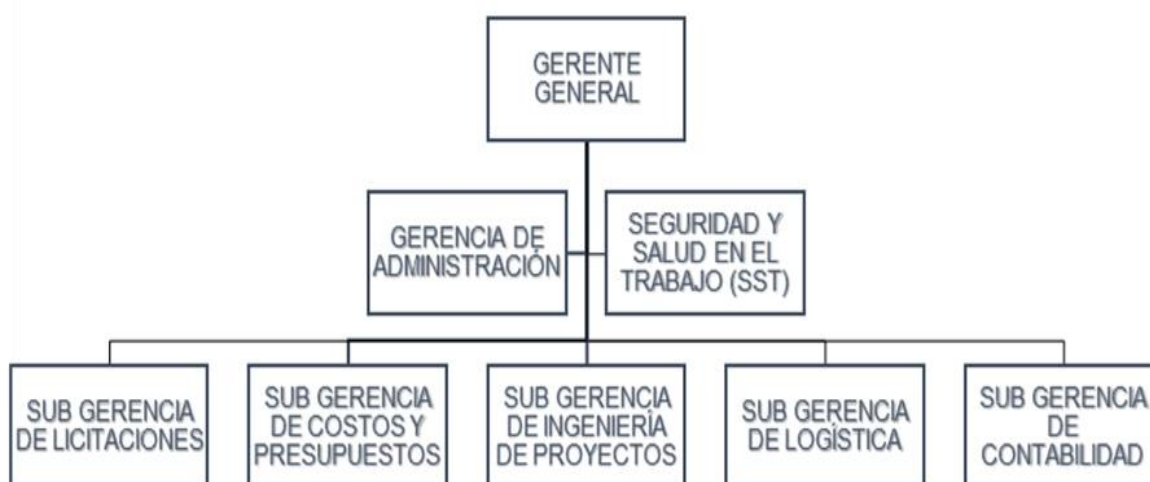 GERENTE
GENERAL
GERENCIA DE
ADMINISTRACIÓN
SEGURIDAD Y
SALUD EN EL
TRABAJO (SST)
SUB GERENCIA
DE LICITACIONES
SUB GERENCIA
DE COSTOS Y
PRESUPUESTOS
SUB GERENCIA
DE INGENIERÍA
DE PROYECTOS
SUB GERENCIA
DE LOGÍSTICA
SUB GERENCIA
DE
CONTABILIDAD